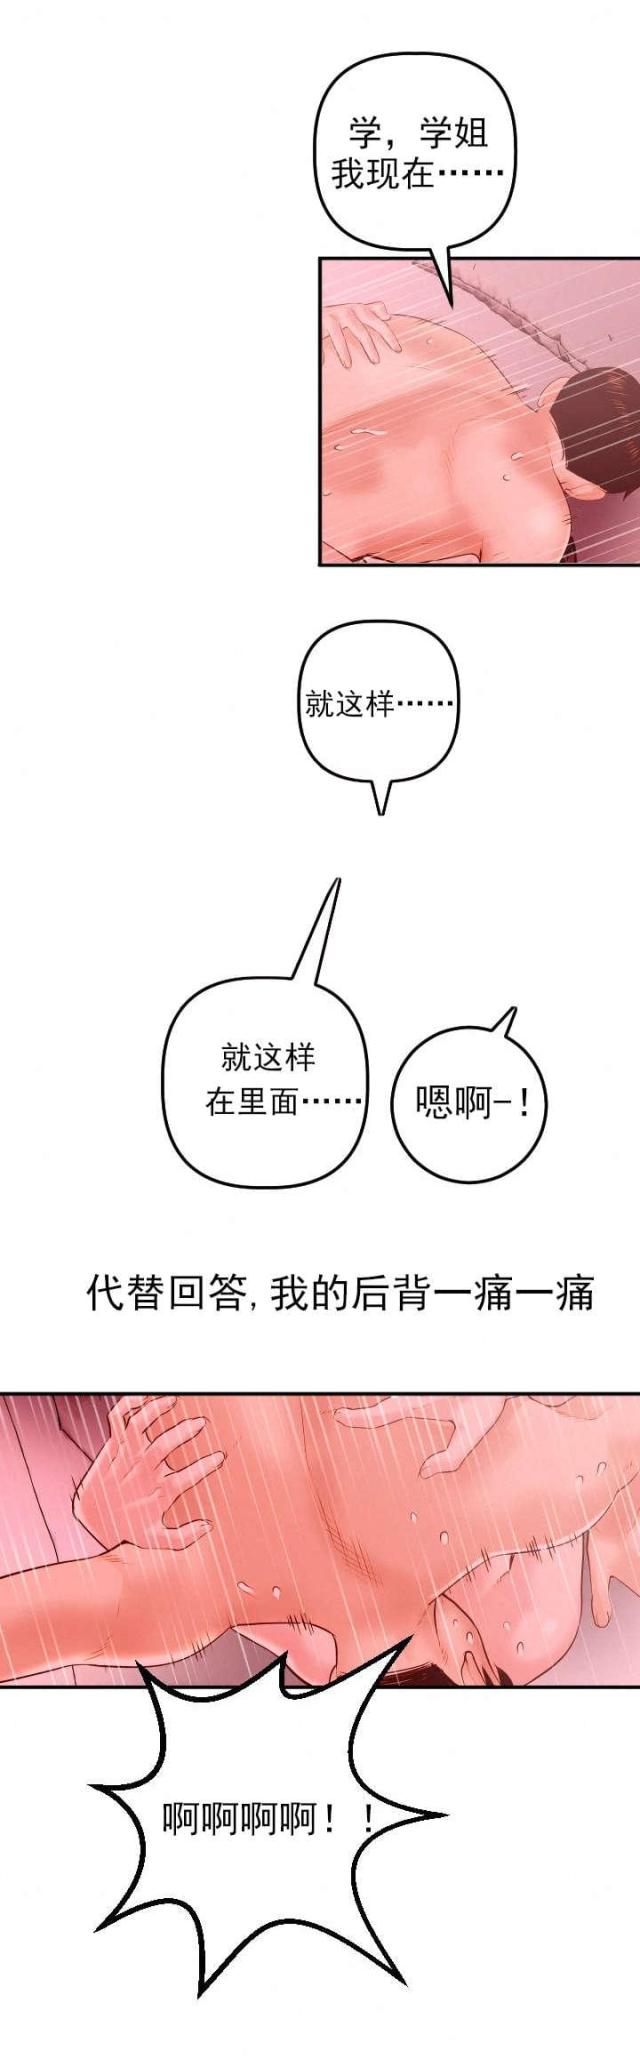 学，学姐
我现在……
就这样……
就这样
在里面……
嗯啊-！
代替回答,我的后背一痛一痛
啊啊啊啊！！